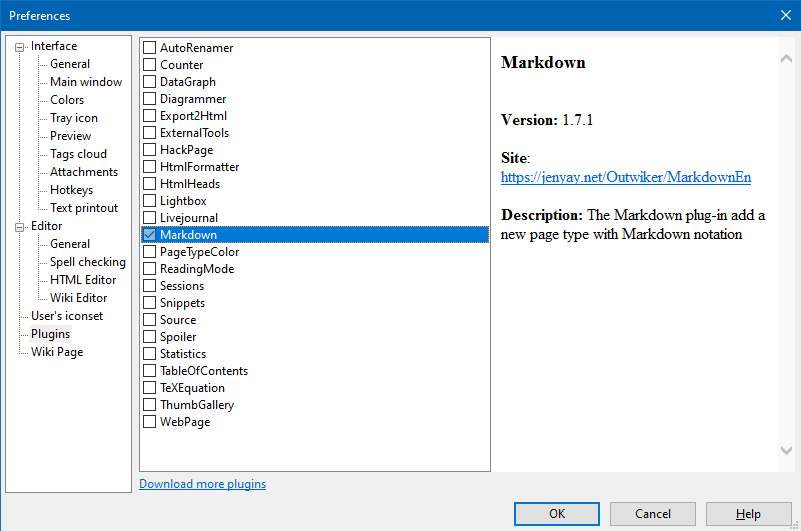 Preferences
Interface
General
Main window
Colors
Tray icon
Preview
Tags cloud
Attachments
Hotkeys
Text printout
Editor
General
Spell checking
HTML Editor
Wiki Editor
User's iconset
Plugins
Wiki Page
AutoRenamer
Counter
DataGraph
Diagrammer
Export2Html
ExternalTools
HackPage
HtmlFormatter
HtmlHeads
Lightbox
Livejournal
Markdown
PageTypeColor
ReadingMode
Sessions
Snippets
Source
Spoiler
Statistics
TableOfContents
TeXEquation
ThumbGallery
WebPage
Download more plugins
Markdown
Version: 1.7.1
Site:
https://jenyay.net/Outwiker/MarkdownEn
Description: The Markdown plug-in add a
new page type with Markdown notation
OK
Cancel
Help